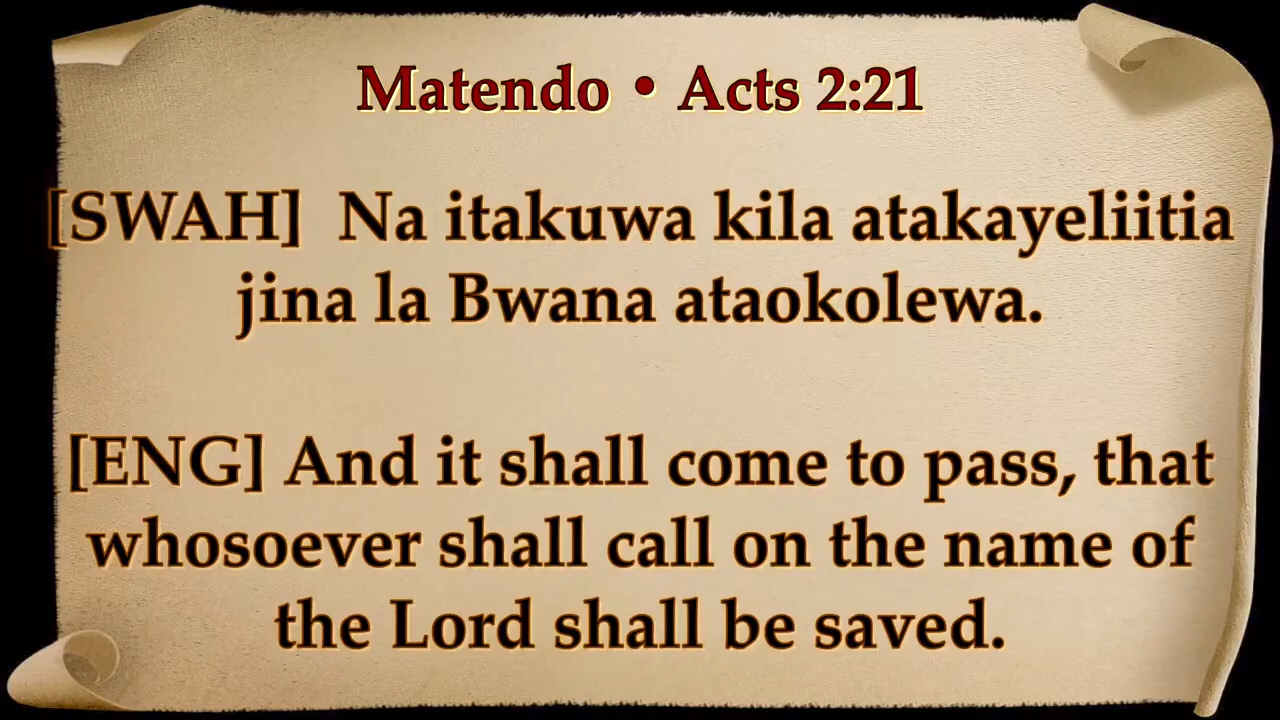 Matendo • Acts 2:21
[SWAH] Na itakuwa kila atakayeliitia
jina la Bwana ataokolewa.
[ENG] And it shall come to pass, that
whosoever shall call on the name of
the Lord shall be saved.